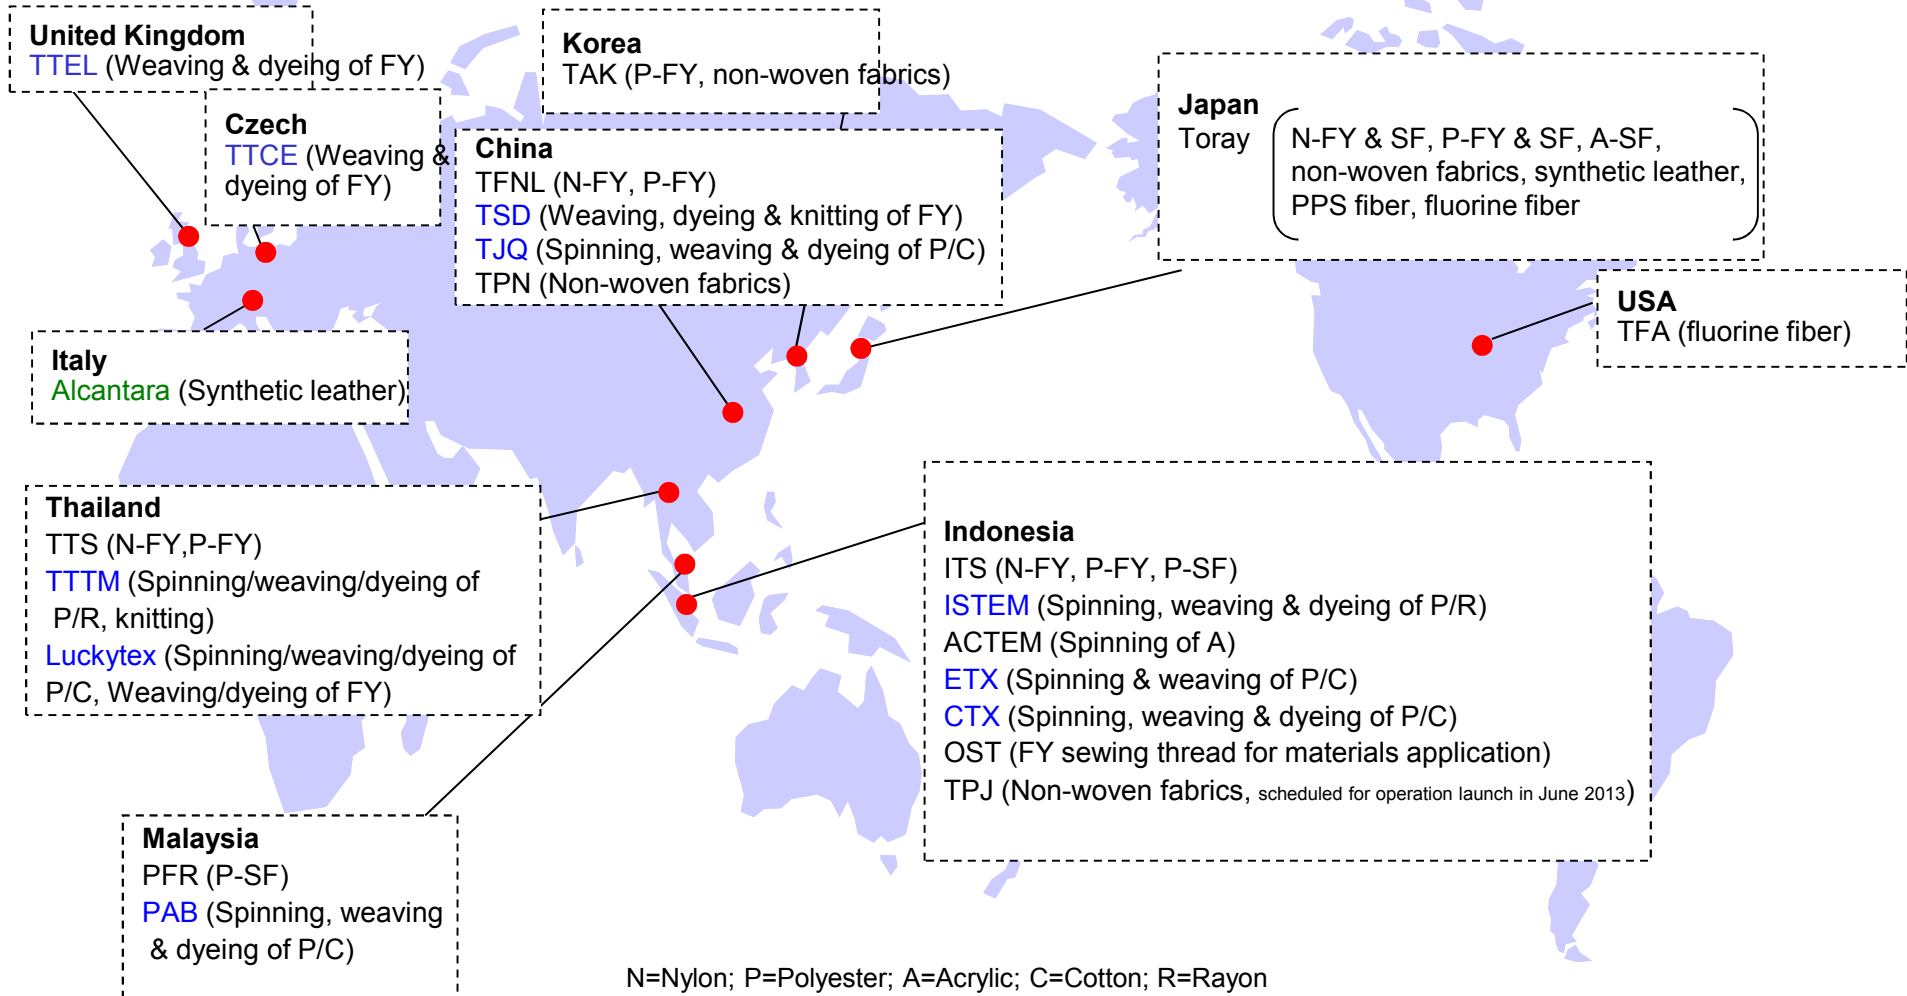 United Kingdom
TTEL (Weaving & dyeing of FY)
Czech
TTCE (Weaving &
dyeing of FY)
Korea
TAK (P-FY, non-woven fabrics)
China
TFNL (N-FY, P-FY)
TSD (Weaving, dyeing & knitting of FY)
TJQ (Spinning, weaving & dyeing of P/C)
TPN (Non-woven fabrics)
Japan
Toray
N-FY & SF, P-FY & SF, A-SF,
non-woven fabrics, synthetic leather,
PPS fiber, fluorine fiber
USA
TFA (fluorine fiber)
Italy
Alcantara (Synthetic leather)
Thailand
TTS (N-FY,P-FY)
TTTM (Spinning/weaving/dyeing of
P/R, knitting)
Luckytex (Spinning/weaving/dyeing of
P/C, Weaving/dyeing of FY)
Indonesia
ITS (N-FY, P-FY, P-SF)
ISTEM (Spinning, weaving & dyeing of P/R)
ACTEM (Spinning of A)
ETX (Spinning & weaving of P/C)
CTX (Spinning, weaving & dyeing of P/C)
OST (FY sewing thread for materials application)
TPJ (Non-woven fabrics, scheduled for operation launch in June 2013)
Malaysia
PFR (P-SF)
PAB (Spinning, weaving
& dyeing of P/C)
N=Nylon; P=Polyester; A=Acrylic; C=Cotton; R=Rayon